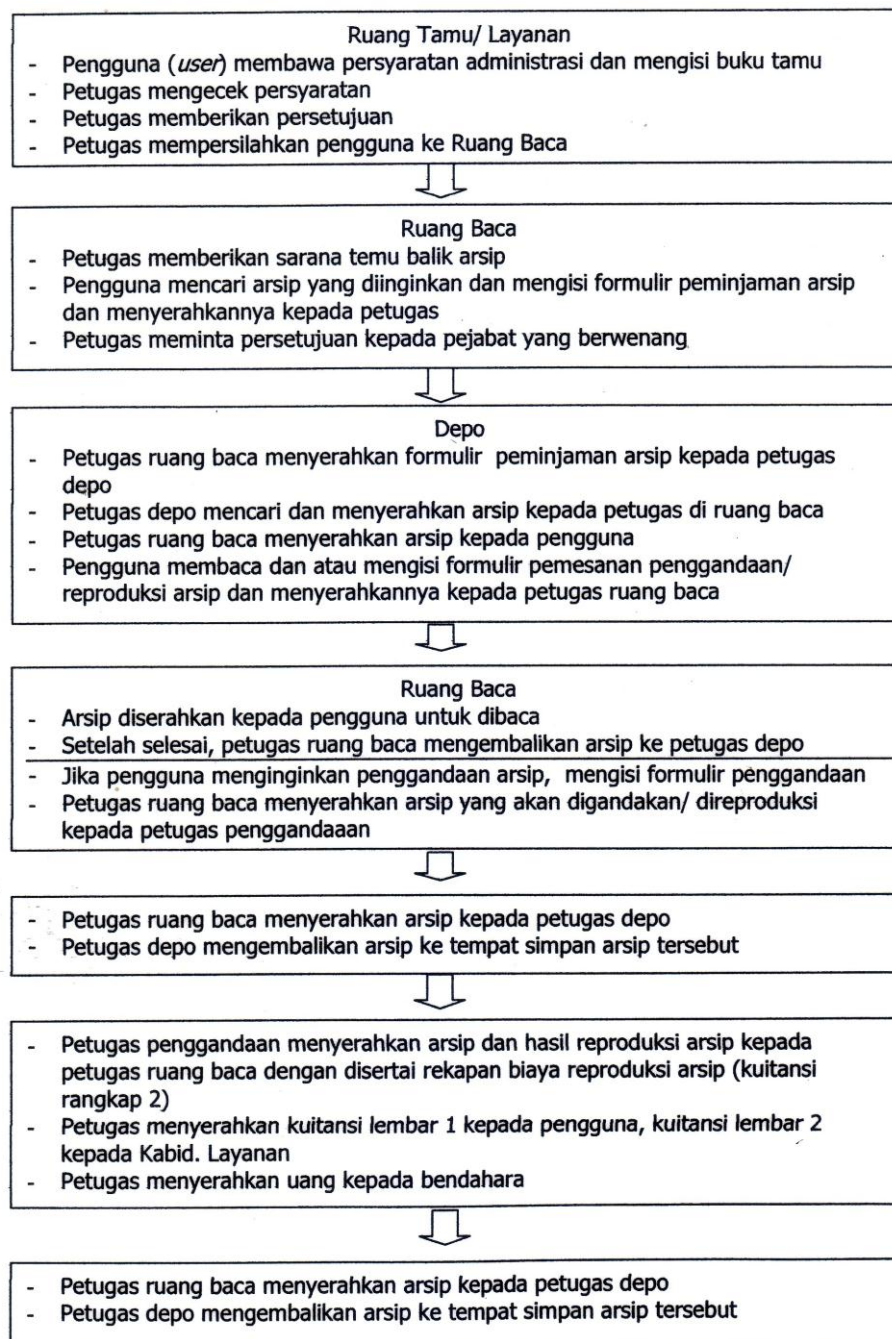 Ruang Tamu/ Layanan
- Pengguna (user) membawa persyaratan administrasi dan mengisi buku tamu
- Petugas mengecek persyaratan
- Petugas memberikan persetujuan
- Petugas mempersilahkan pengguna ke Ruang Baca
Ruang Baca
- Petugas memberikan sarana temu balik arsip
- Pengguna mencari arsip yang diinginkan dan mengisi formulir peminjaman arsip
dan menyerahkannya kepada petugas
- Petugas meminta persetujuan kepada pejabat yang berwenang
Depo
- Petugas ruang baca menyerahkan formulir peminjaman arsip kepada petugas
depo
- Petugas depo mencari dan menyerahkan arsip kepada petugas di ruang baca
- Petugas ruang baca menyerahkan arsip kepada pengguna
- Pengguna membaca dan atau mengisi formulir pemesanan penggandaan/
reproduksi arsip dan menyerahkannya kepada petugas ruang baca
Ruang Baca
- Arsip diserahkan kepada pengguna untuk dibaca
- Setelah selesai, petugas ruang baca mengembalikan arsip ke petugas depo
- Jika pengguna menginginkan penggandaan arsip, mengisi formulir penggandaan
- Petugas ruang baca menyerahkan arsip yang akan digandakan/ direproduksi
kepada petugas penggandaaan
- Petugas ruang baca menyerahkan arsip kepada petugas depo
- Petugas depo mengembalikan arsip ke tempat simpan arsip tersebut
- Petugas penggandaan menyerahkan arsip dan hasil reproduksi arsip kepada
petugas ruang baca dengan disertai rekapan biaya reproduksi arsip (kuitansi
rangkap 2)
- Petugas menyerahkan kuitansi lembar 1 kepada pengguna, kuitansi lembar 2
kepada Kabid. Layanan
- Petugas menyerahkan uang kepada bendahara
- Petugas ruang baca menyerahkan arsip kepada petugas depo
- Petugas depo mengembalikan arsip ke tempat simpan arsip tersebut